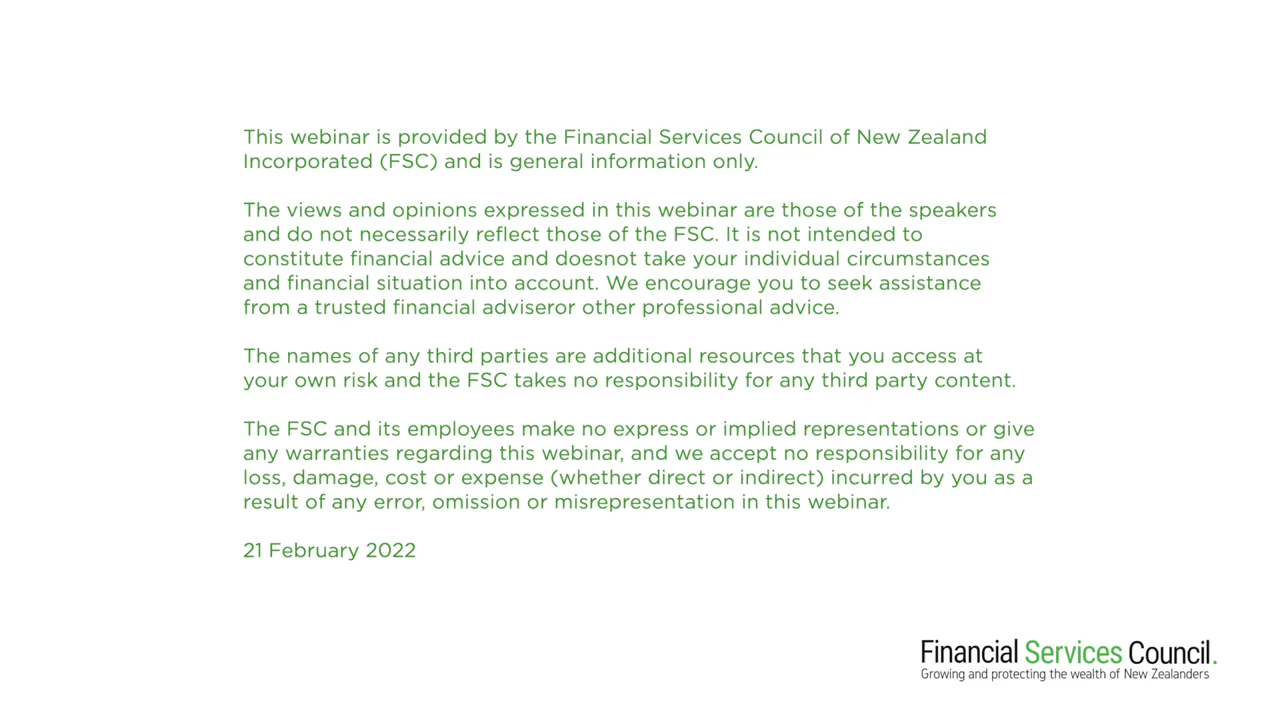 This webinar is provided by the Financial Services Council of New Zealand
Incorporated (FSC) and is general information only.
The views and opinions expressed in this webinar are those of the speakers
and do not necessarily reflect those of the FSC. It is not intended to
constitute financial advice and doesnot take your individual circumstances
and financial situation into account. We encourage you to seek assistance
from a trusted financial adviseror other professional advice.
The names of any third parties are additional resources that you access at
your own risk and the FSC takes no responsibility for any third party content.
The FSC and its employees make no express or implied representations or give
any warranties regarding this webinar, and we accept no responsibility for any
loss, damage, cost or expense (whether direct or indirect) incurred by you as a
result of any error, omission or misrepresentation in this webinar.
21 February 2022
Financial Services Council.
Growing and protecting the wealth of New Zealanders